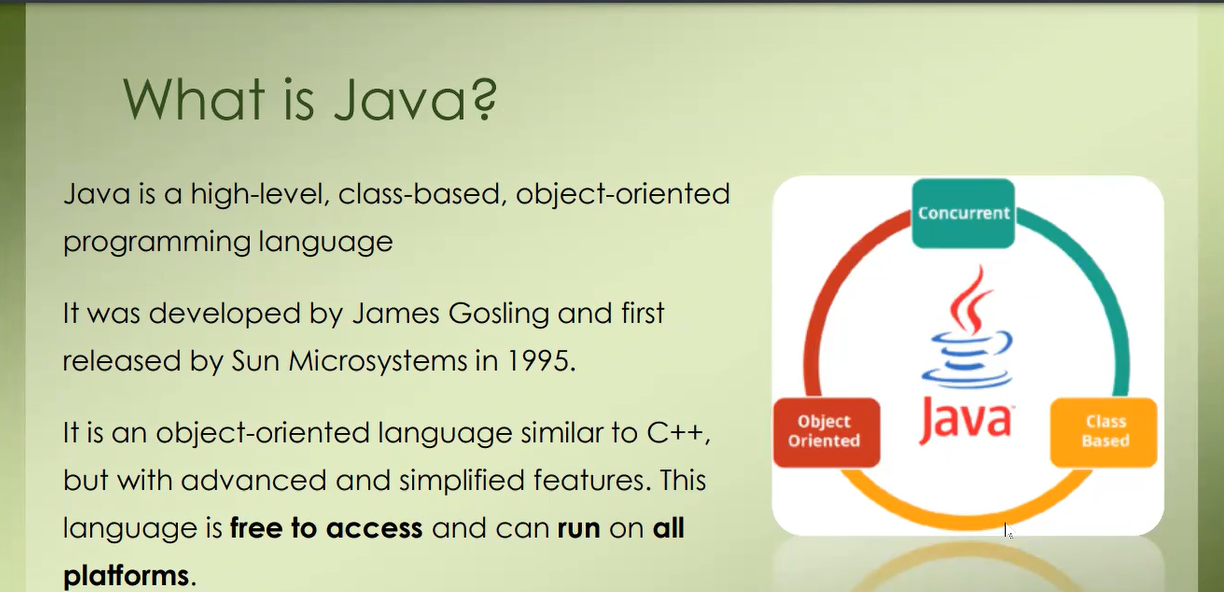 What is Java?
Java is a high-level, class-based, object-oriented
programming language
It was developed by James Gosling and first
released by Sun Microsystems in 1995.
It is an object-oriented language similar to C++,
but with advanced and simplified features. This
language is free to access and can run on all
platforms.
Concurrent
Java™
Object
Oriented
Class
Based